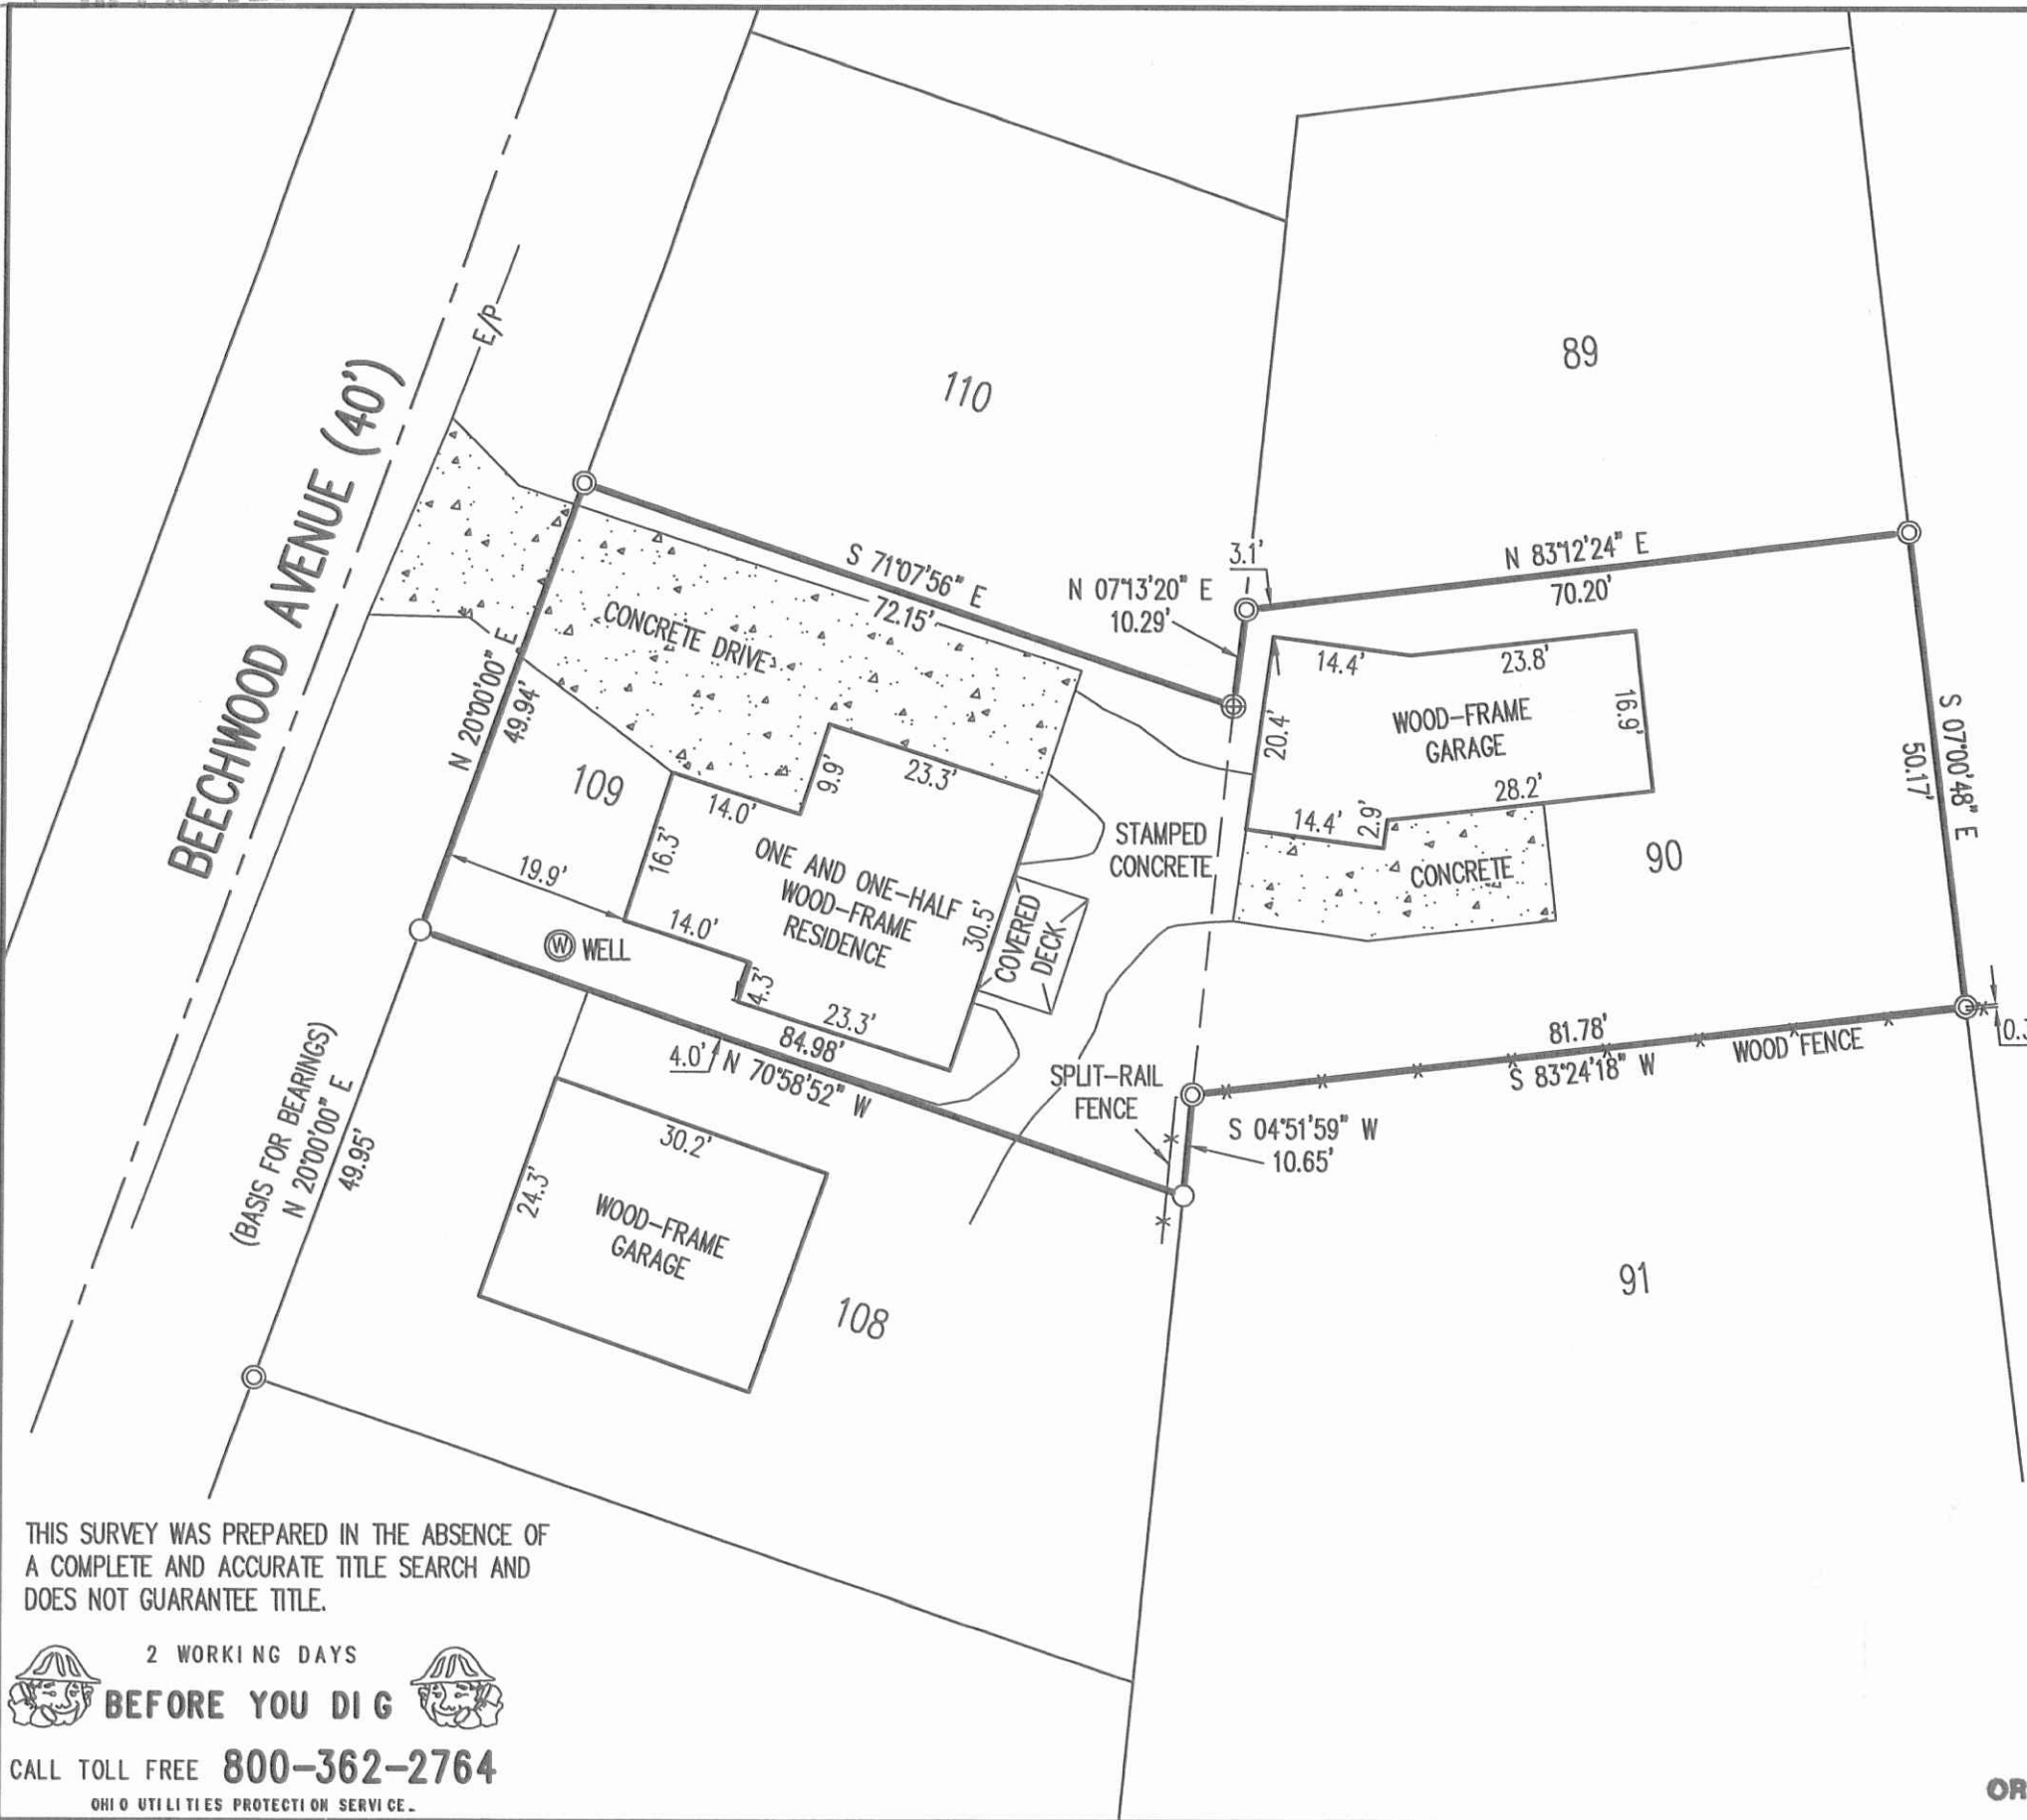 BEECHWOOD AVENUE (40')
E/P
110
89
S 71°07'56" E
72.15'
N 07°13'20" E
10.29'
3.1'
N 83°12'24" E
70.20'
CONCRETE DRIVE
N 20°00'00" E
49.94'
109
14.0'
9.9'
23.3'
16.3'
19.9'
ONE AND ONE-HALF
WOOD-FRAME
RESIDENCE
14.0'
4.3'
23.3'
30.5'
COVERED
DECK
W WELL
STAMPED
CONCRETE
14.4'
23.8'
20.4'
WOOD-FRAME
GARAGE
16.9'
28.2'
14.4'
2.9'
CONCRETE
90
S 07°00'48" E
50.17'
84.98'
N 70°58'52" W
4.0'
81.78'
S 83°24'18" W
WOOD FENCE
SPLIT-RAIL
FENCE
S 04°51'59" W
10.65'
(BASIS FOR BEARINGS)
N 20°00'00" E
49.95'
30.2'
24.3'
WOOD-FRAME
GARAGE
108
91
THIS SURVEY WAS PREPARED IN THE ABSENCE OF
A COMPLETE AND ACCURATE TITLE SEARCH AND
DOES NOT GUARANTEE TITLE.
2 WORKING DAYS
BEFORE YOU DIG
CALL TOLL FREE 800-362-2764
OHIO UTILITIES PROTECTION SERVICE.